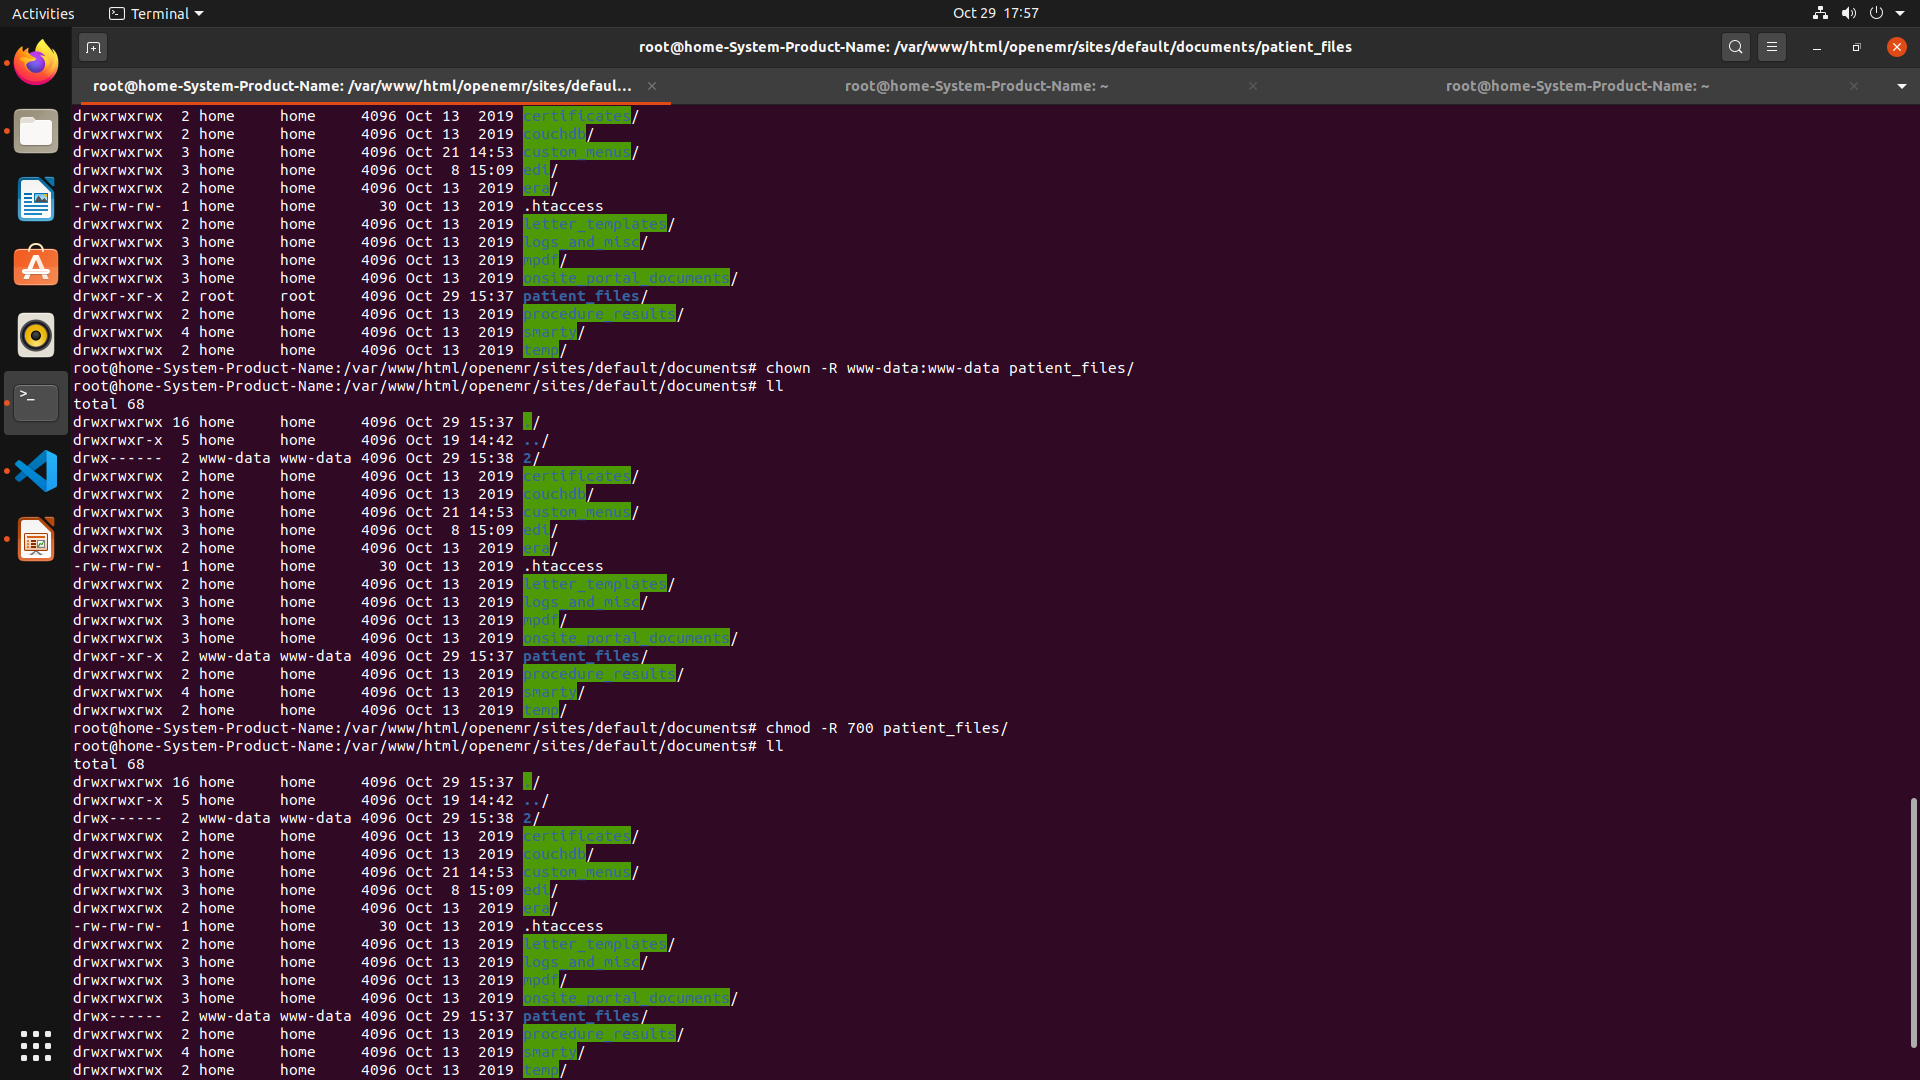 Activities
Terminal
Oct 29 17:57
root@home-System-Product-Name: /var/www/html/openemr/sites/default/documents/patient_files
root@home-System-Product-Name: /var/www/html/openemr/sites/defaul...
root@home-System-Product-Name: ~
root@home-System-Product-Name: ~
drwxrwxrwx  2 home     home     4096 Oct 13  2019 certificates/
drwxrwxrwx  2 home     home     4096 Oct 13  2019 couchdb/
drwxrwxrwx  3 home     home     4096 Oct 21 14:53 custom_menus/
drwxrwxrwx  3 home     home     4096 Oct  8 15:09 edi/
drwxrwxrwx  2 home     home     4096 Oct 13  2019 era/
-rw-rw-rw-  1 home     home       30 Oct 13  2019 .htaccess
drwxrwxrwx  2 home     home     4096 Oct 13  2019 letter_templates/
drwxrwxrwx  3 home     home     4096 Oct 13  2019 logs_and_misc/
drwxrwxrwx  3 home     home     4096 Oct 13  2019 mpdf/
drwxrwxrwx  3 home     home     4096 Oct 13  2019 onsite_portal_documents/
drwxr-xr-x  2 root     root     4096 Oct 29 15:37 patient_files/
drwxrwxrwx  2 home     home     4096 Oct 13  2019 procedure_results/
drwxrwxrwx  4 home     home     4096 Oct 13  2019 smarty/
drwxrwxrwx  2 home     home     4096 Oct 13  2019 temp/
root@home-System-Product-Name:/var/www/html/openemr/sites/default/documents# chown -R www-data:www-data patient_files/
root@home-System-Product-Name:/var/www/html/openemr/sites/default/documents# ll
total 68
drwxrwxrwx 16 home     home     4096 Oct 29 15:37 ./
drwxrwxr-x  5 home     home     4096 Oct 19 14:42 ../
drwx------  2 www-data www-data 4096 Oct 29 15:38 2/
drwxrwxrwx  2 home     home     4096 Oct 13  2019 certificates/
drwxrwxrwx  2 home     home     4096 Oct 13  2019 couchdb/
drwxrwxrwx  3 home     home     4096 Oct 21 14:53 custom_menus/
drwxrwxrwx  3 home     home     4096 Oct  8 15:09 edi/
drwxrwxrwx  2 home     home     4096 Oct 13  2019 era/
-rw-rw-rw-  1 home     home       30 Oct 13  2019 .htaccess
drwxrwxrwx  2 home     home     4096 Oct 13  2019 letter_templates/
drwxrwxrwx  3 home     home     4096 Oct 13  2019 logs_and_misc/
drwxrwxrwx  3 home     home     4096 Oct 13  2019 mpdf/
drwxrwxrwx  3 home     home     4096 Oct 13  2019 onsite_portal_documents/
drwxr-xr-x  2 www-data www-data 4096 Oct 29 15:37 patient_files/
drwxrwxrwx  2 home     home     4096 Oct 13  2019 procedure_results/
drwxrwxrwx  4 home     home     4096 Oct 13  2019 smarty/
drwxrwxrwx  2 home     home     4096 Oct 13  2019 temp/
root@home-System-Product-Name:/var/www/html/openemr/sites/default/documents# chmod -R 700 patient_files/
root@home-System-Product-Name:/var/www/html/openemr/sites/default/documents# ll
total 68
drwxrwxrwx 16 home     home     4096 Oct 29 15:37 ./
drwxrwxr-x  5 home     home     4096 Oct 19 14:42 ../
drwx------  2 www-data www-data 4096 Oct 29 15:38 2/
drwxrwxrwx  2 home     home     4096 Oct 13  2019 certificates/
drwxrwxrwx  2 home     home     4096 Oct 13  2019 couchdb/
drwxrwxrwx  3 home     home     4096 Oct 21 14:53 custom_menus/
drwxrwxrwx  3 home     home     4096 Oct  8 15:09 edi/
drwxrwxrwx  2 home     home     4096 Oct 13  2019 era/
-rw-rw-rw-  1 home     home       30 Oct 13  2019 .htaccess
drwxrwxrwx  2 home     home     4096 Oct 13  2019 letter_templates/
drwxrwxrwx  3 home     home     4096 Oct 13  2019 logs_and_misc/
drwxrwxrwx  3 home     home     4096 Oct 13  2019 mpdf/
drwxrwxrwx  3 home     home     4096 Oct 13  2019 onsite_portal_documents/
drwx------  2 www-data www-data 4096 Oct 29 15:37 patient_files/
drwxrwxrwx  2 home     home     4096 Oct 13  2019 procedure_results/
drwxrwxrwx  4 home     home     4096 Oct 13  2019 smarty/
drwxrwxrwx  2 home     home     4096 Oct 13  2019 temp/